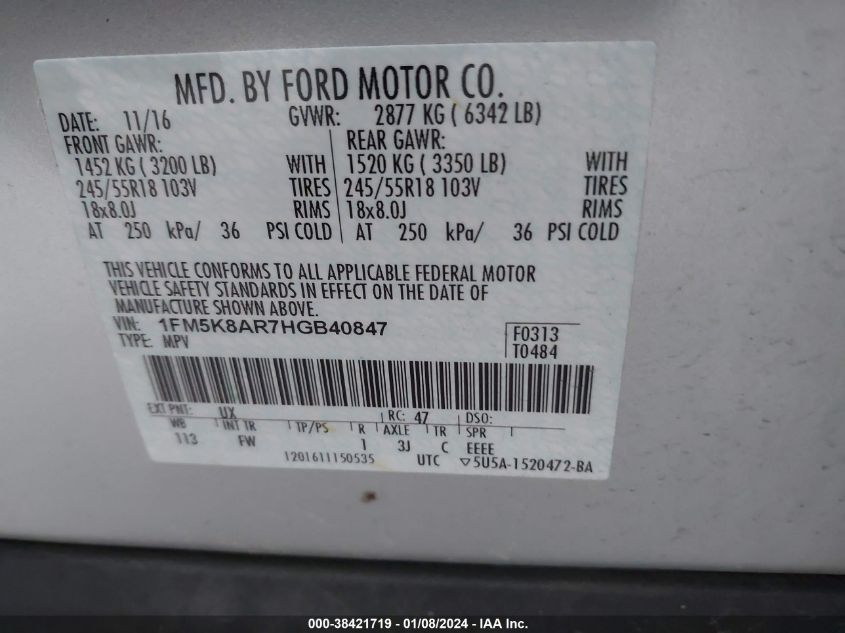 MFD. BY FORD MOTOR CO.
DATE: 11/16 GVWR: 2877 KG ( 6342 LB)
FRONT GAWR: REAR GAWR:
1452 KG ( 3200 LB) WITH 1520 KG ( 3350 LB) WITH
245/55R18 103V TIRES 245/55R18 103V TIRES
18x8.0J RIMS 18x8.0J RIMS
AT 250 kPa/ 36 PSI COLD AT 250 kPa/ 36 PSI COLD
THIS VEHICLE CONFORMS TO ALL APPLICABLE FEDERAL MOTOR
VEHICLE SAFETY STANDARDS IN EFFECT ON THE DATE OF
MANUFACTURE SHOWN ABOVE.
VIN: 1FM5K8AR7HGB40847
TYPE: MPV
F0313
T0484
EXT PNT: UX RC: 47 DSO:
WB INT TR TP/PS R AXLE TR SPR
113 FW 1 3J C EEEE
1201611150535 UTC ▽5U5A-1520472-BA
000-38421719 - 01/08/2024 - IAA Inc.